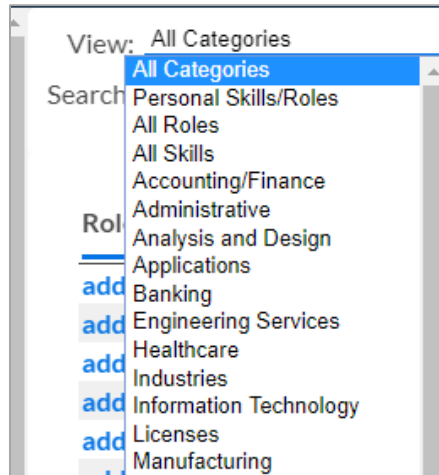 View: All Categories
All Categories
Search
Personal Skills/Roles
All Roles
All Skills
Accounting/Finance
Administrative
Analysis and Design
Applications
add
Banking
add
Engineering Services
Healthcare
add
Industries
add
Information Technology
Licenses
add
Manufacturing